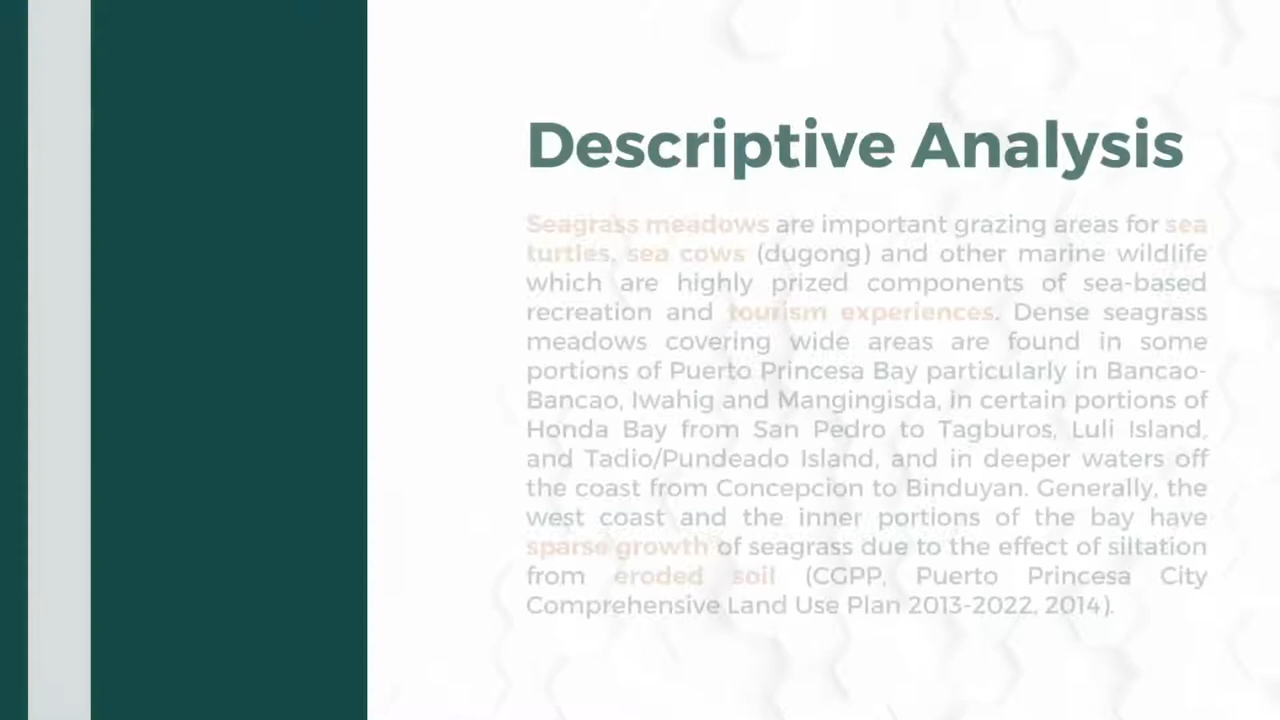 Descriptive Analysis
Seagrass meadows are important grazing areas for sea
turtles, sea cows (dugong) and other marine wildlife
which are highly prized components of sea-based
recreation and tourism experiences. Dense seagrass
meadows covering wide areas are found in some
portions of Puerto Princesa Bay particularly in Bancao-
Bancao, Iwahig and Mangingisda, in certain portions of
Honda Bay from San Pedro to Tagburos, Luli Island,
and Tadio/Pundeado Island, and in deeper waters off
the coast from Concepcion to Binduyan. Generally, the
west coast and the inner portions of the bay have
sparse growth of seagrass due to the effect of siltation
from eroded soil (CGPP, Puerto Princesa City
Comprehensive Land Use Plan 2013-2022, 2014).